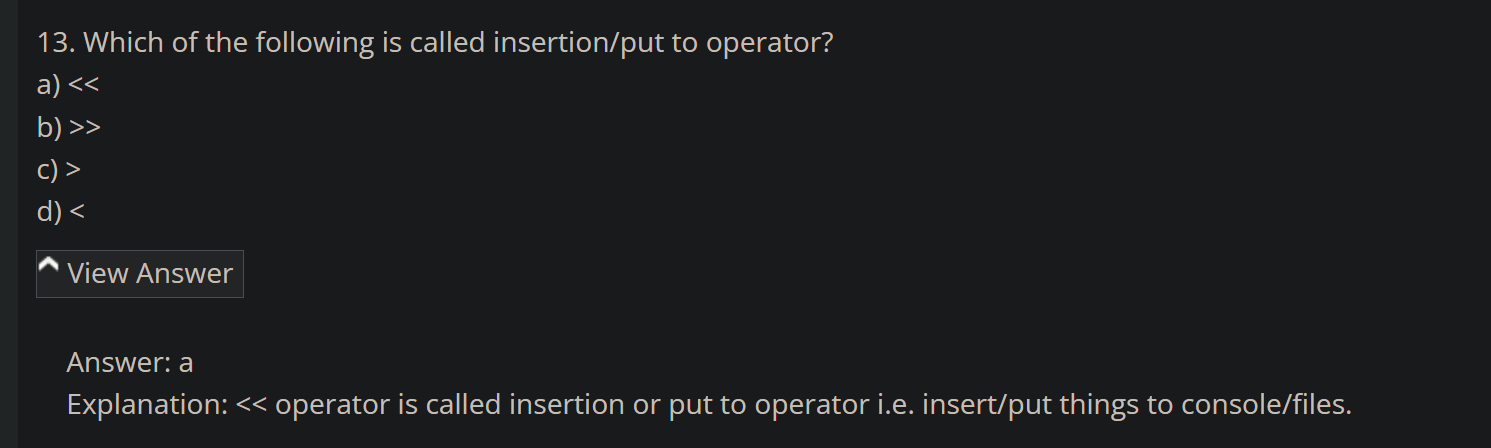 13. Which of the following is called insertion/put to operator?
a) <<
b) >>
c) >
d) <
View Answer
Answer: a
Explanation: << operator is called insertion or put to operator i.e. insert/put things to console/files.